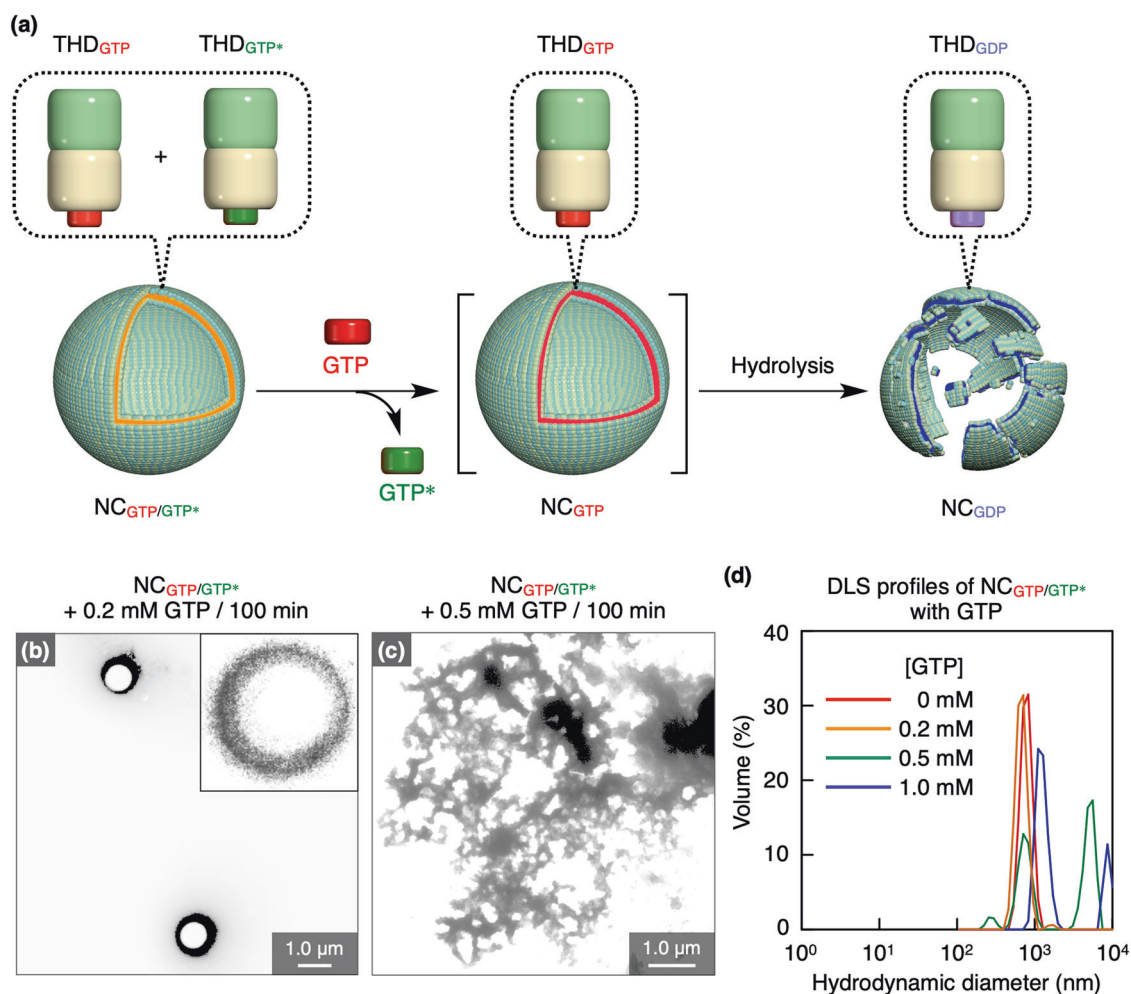 (a)
THDGTP THDGTP* THDGTP THDGDP
+
GTP
Hydrolysis
GTP*
NCGTP/GTP* NCGTP NCGDP
NCGTP/GTP*
+ 0.2 mM GTP / 100 min
(b)
1.0 µm
NCGTP/GTP*
+ 0.5 mM GTP / 100 min
(c)
1.0 µm
(d)
DLS profiles of NCGTP/GTP*
with GTP
40
30
20
10
0
Volume (%)
[GTP]
0 mM
0.2 mM
0.5 mM
1.0 mM
10⁰ 10¹ 10² 10³ 10⁴
Hydrodynamic diameter (nm)